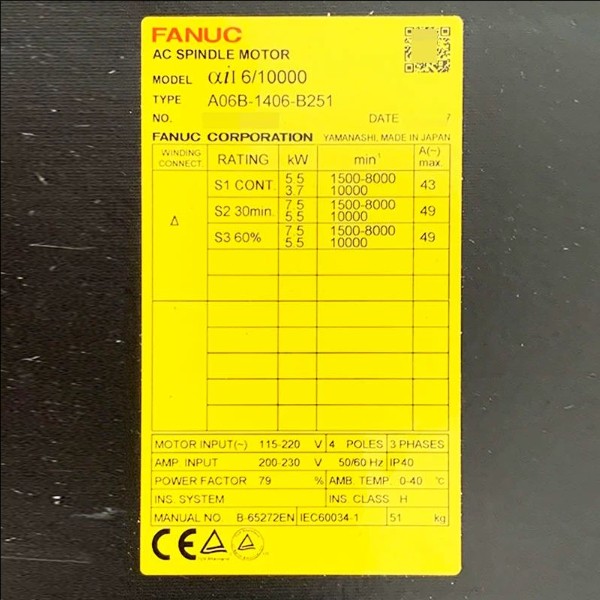 FANUC
AC SPINDLE MOTOR
MODEL αiI 6/10000
TYPE A06B-1406-B251
NO. DATE 7
FANUC CORPORATION YAMANASHI, MADE IN JAPAN
WINDING CONNECT. RATING kW min⁻¹ A(~) max.
Δ
S1 CONT. 5.5 1500-8000 43
3.7 10000
S2 30min. 7.5 1500-8000 49
5.5 10000
S3 60% 7.5 1500-8000 49
5.5 10000
MOTOR INPUT(~) 115-220 V 4 POLES 3 PHASES
AMP. INPUT 200-230 V 50/60 Hz IP40
POWER FACTOR 79 % AMB. TEMP. 0-40 °C
INS. SYSTEM INS. CLASS H
MANUAL NO. B-65272EN IEC60034-1 51 kg
CE